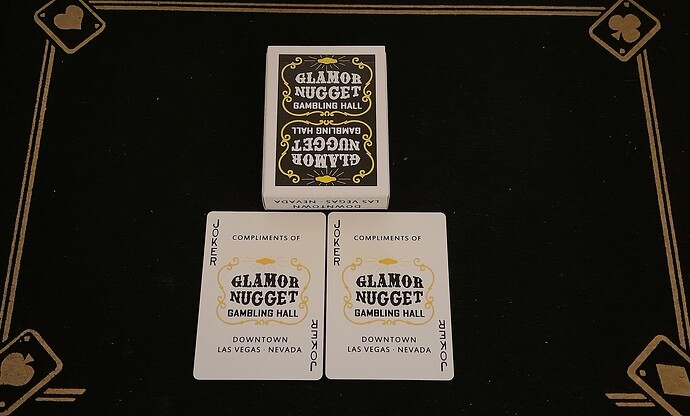 GLAMOR
NUGGET
GAMBLING HALL
GAMBLING HALL
NUGGET
GLAMOR
DOWNTOWN
LAS VEGAS · NEVADA
JOKER
COMPLIMENTS OF
GLAMOR
NUGGET
GAMBLING HALL
DOWNTOWN
LAS VEGAS · NEVADA
JOKER
JOKER
COMPLIMENTS OF
GLAMOR
NUGGET
GAMBLING HALL
DOWNTOWN
LAS VEGAS · NEVADA
JOKER